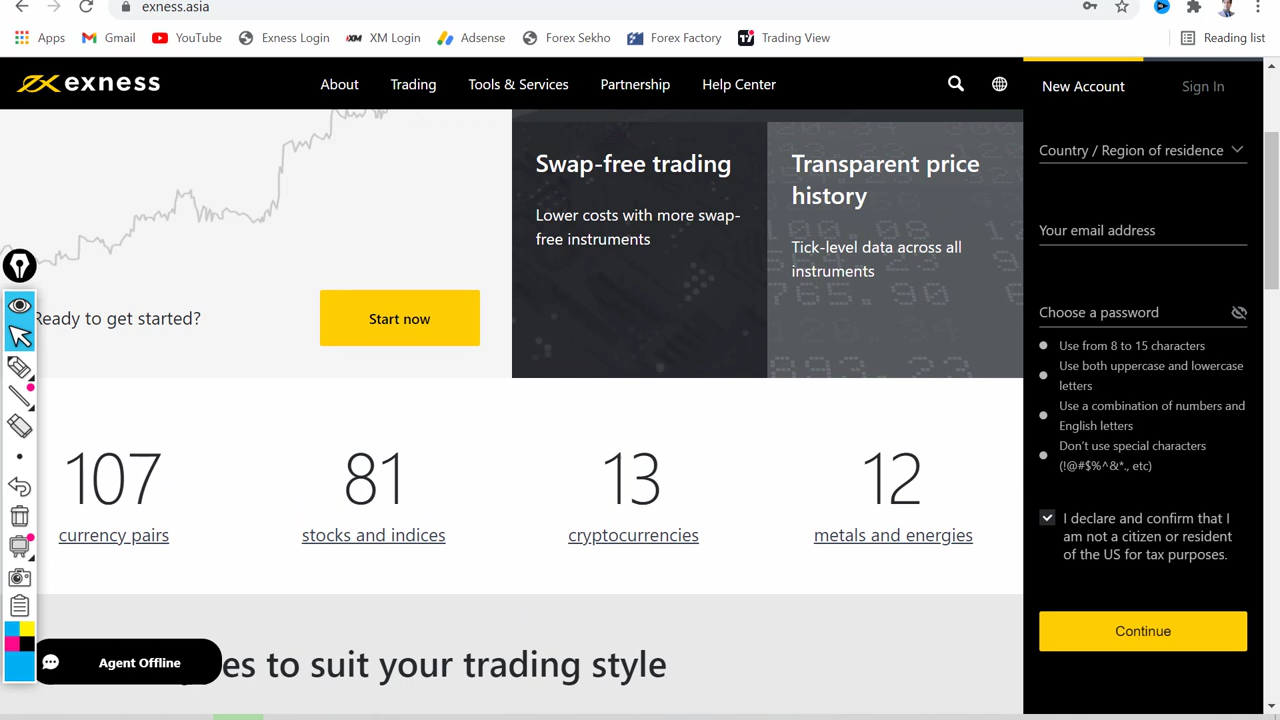 exness.asia
Apps Gmail YouTube Exness Login XM Login Adsense Forex Sekho Forex Factory Trading View Reading list
exness About Trading Tools & Services Partnership Help Center
New Account Sign In
Swap-free trading
Lower costs with more swap-
free instruments
Transparent price
history
Tick-level data across all
instruments
Ready to get started?
Start now
107
currency pairs
81
stocks and indices
13
cryptocurrencies
12
metals and energies
es to suit your trading style
Agent Offline
Country / Region of residence
Your email address
Choose a password
Use from 8 to 15 characters
Use both uppercase and lowercase
letters
Use a combination of numbers and
English letters
Don't use special characters
(!@#$%^&*., etc)
I declare and confirm that I
am not a citizen or resident
of the US for tax purposes.
Continue